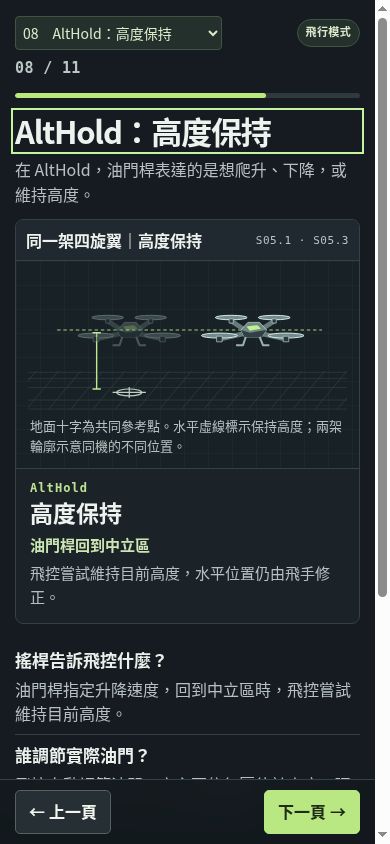 08 AltHold：高度保持
飛行模式
08 / 11
AltHold：高度保持
在 AltHold，油門桿表達的是想爬升、下降，或
維持高度。
同一架四旋翼｜高度保持
S05.1 · S05.3
地面十字為共同參考點。水平虛線標示保持高度；兩架
輪廓示意同機的不同位置。
AltHold
高度保持
油門桿回到中立區
飛控嘗試維持目前高度，水平位置仍由飛手修
正。
搖桿告訴飛控什麼？
油門桿指定升降速度，回到中立區時，飛控嘗試
維持目前高度。
誰調節實際油門？
← 上一頁
下一頁 →